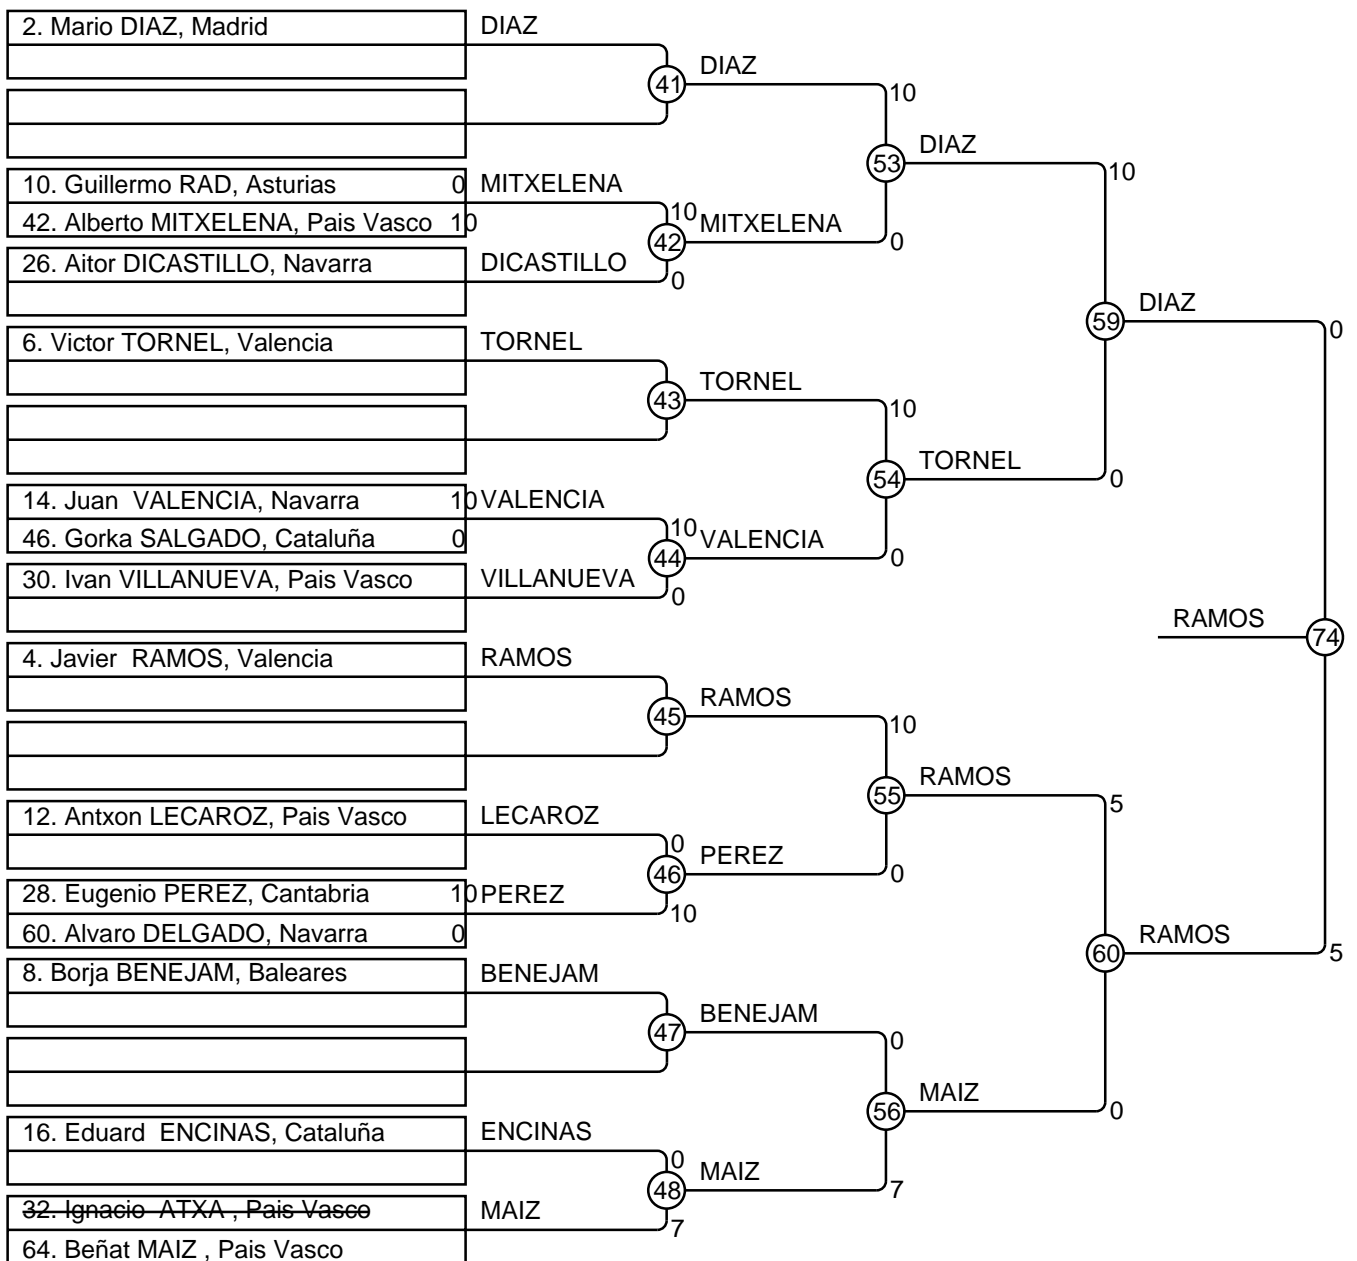 2. Mario DIAZ, Madrid DIAZ
DIAZ
41
10
DIAZ
53
10
10. Guillermo RAD, Asturias 0 MITXELENA
42. Alberto MITXELENA, Pais Vasco 10
10
MITXELENA
42
0
26. Aitor DICASTILLO, Navarra DICASTILLO
0
DIAZ
59
0
6. Victor TORNEL, Valencia TORNEL
TORNEL
43
10
TORNEL
54
0
14. Juan VALENCIA, Navarra 10 VALENCIA
46. Gorka SALGADO, Cataluña 0
10
VALENCIA
44
0
30. Ivan VILLANUEVA, Pais Vasco VILLANUEVA
0
RAMOS
74
4. Javier RAMOS, Valencia RAMOS
RAMOS
45
10
RAMOS
55
5
12. Antxon LECAROZ, Pais Vasco LECAROZ
0
PEREZ
46
0
28. Eugenio PEREZ, Cantabria 10 PEREZ
10
60. Alvaro DELGADO, Navarra 0
RAMOS
60
5
8. Borja BENEJAM, Baleares BENEJAM
BENEJAM
47
0
MAIZ
56
0
16. Eduard ENCINAS, Cataluña ENCINAS
0
MAIZ
48
7
32. Ignacio ATXA , Pais Vasco MAIZ
7
64. Beñat MAIZ , Pais Vasco